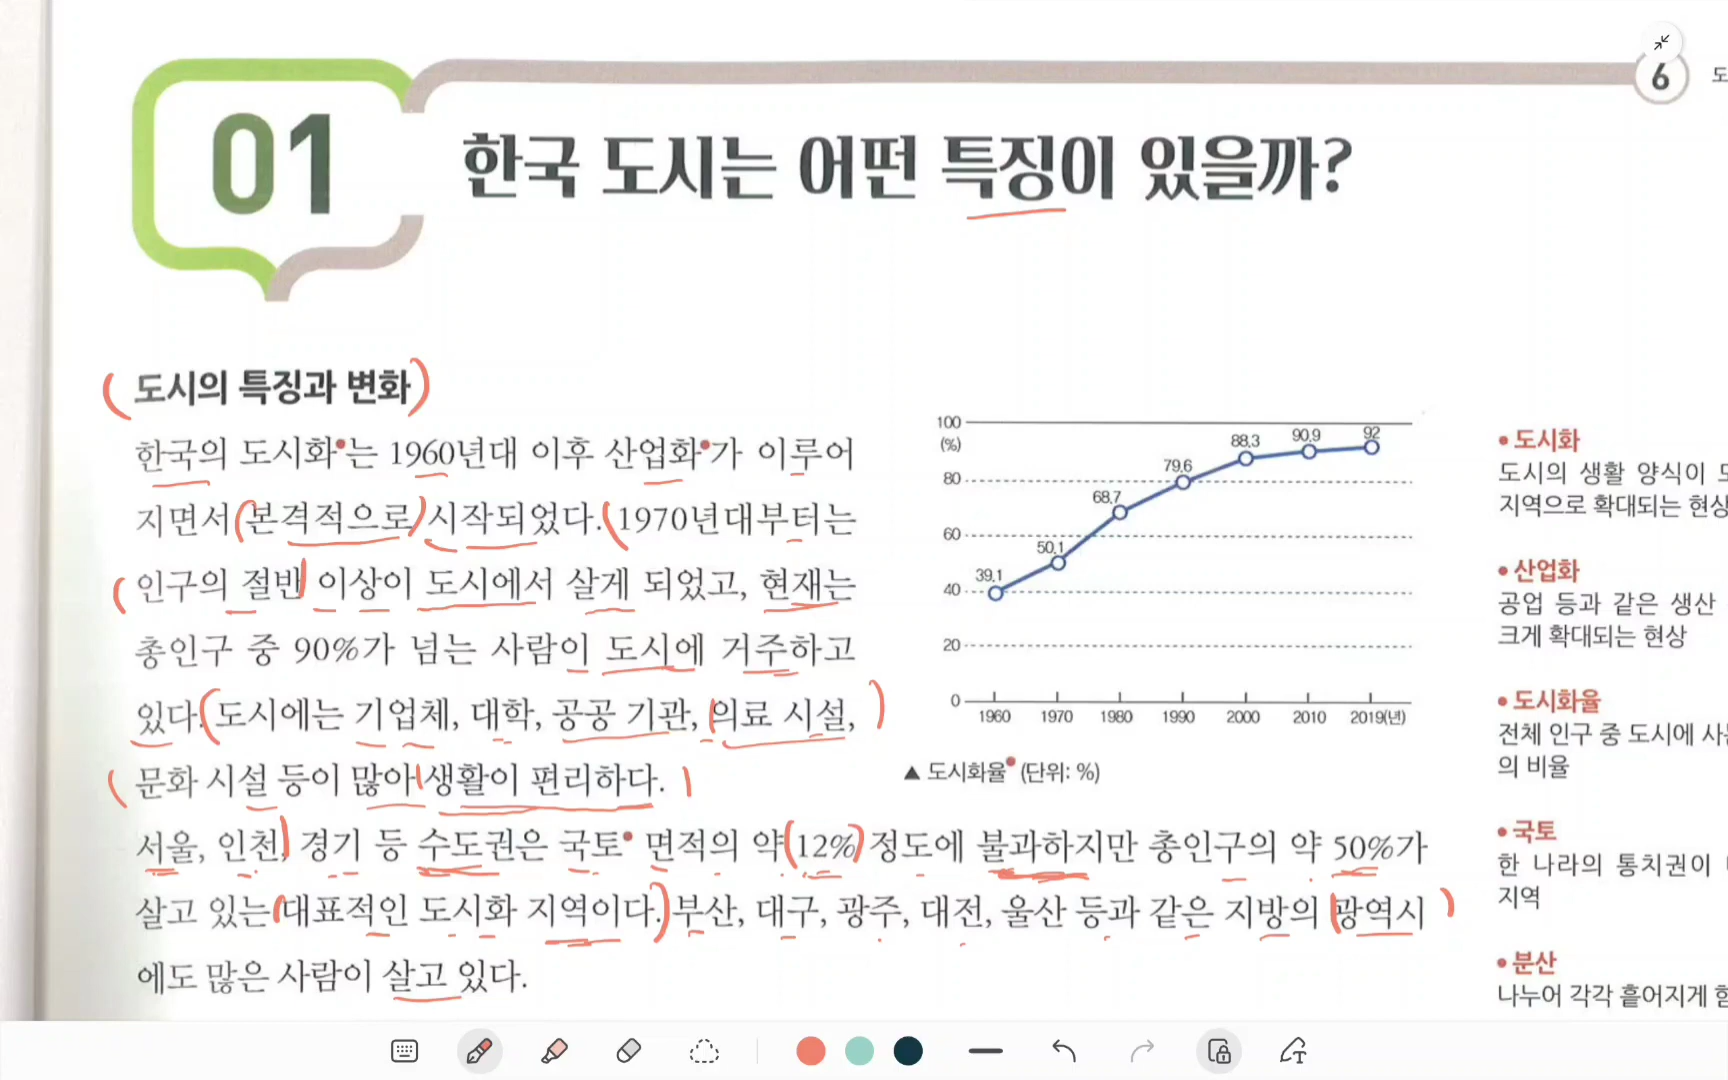 6
도
01
한국 도시는 어떤 특징이 있을까?
도시의 특징과 변화
한국의 도시화•는 1960년대 이후 산업화•가 이루어
지면서 본격적으로 시작되었다. 1970년대부터는
인구의 절반 이상이 도시에서 살게 되었고, 현재는
총인구 중 90%가 넘는 사람이 도시에 거주하고
있다. 도시에는 기업체, 대학, 공공 기관, 의료 시설,
문화 시설 등이 많아 생활이 편리하다.
서울, 인천, 경기 등 수도권은 국토• 면적의 약 12% 정도에 불과하지만 총인구의 약 50%가
살고 있는 대표적인 도시화 지역이다. 부산, 대구, 광주, 대전, 울산 등과 같은 지방의 광역시
에도 많은 사람이 살고 있다.
100
(%)
80
60
40
20
0
39.1
50.1
68.7
79.6
88.3
90.9
92
1960 1970 1980 1990 2000 2010 2019(년)
▲ 도시화율• (단위: %)
• 도시화
도시의 생활 양식이
지역으로 확대되는 현상
• 산업화
공업 등과 같은 생산
크게 확대되는 현상
• 도시화율
전체 인구 중 도시에
의 비율
• 국토
한 나라의 통치권이
지역
• 분산
나누어 각각 흩어지게